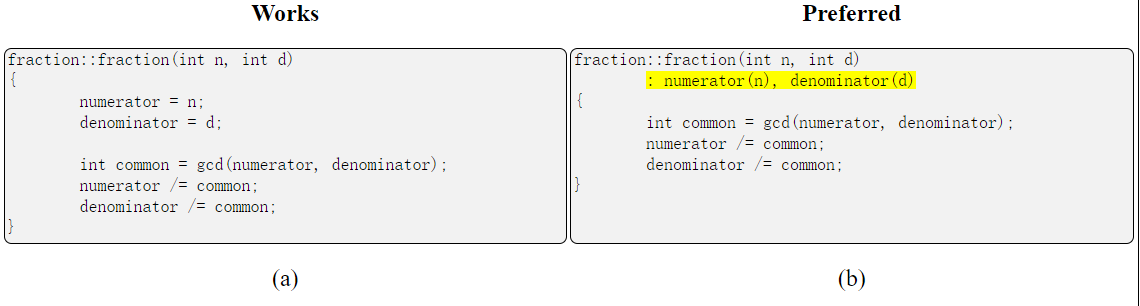 Works
fraction::fraction(int n, int d)
{
numerator = n;
denominator = d;
int common = gcd(numerator, denominator);
numerator /= common;
denominator /= common;
}
(a)
Preferred
fraction::fraction(int n, int d)
: numerator(n), denominator(d)
{
int common = gcd(numerator, denominator);
numerator /= common;
denominator /= common;
}
(b)